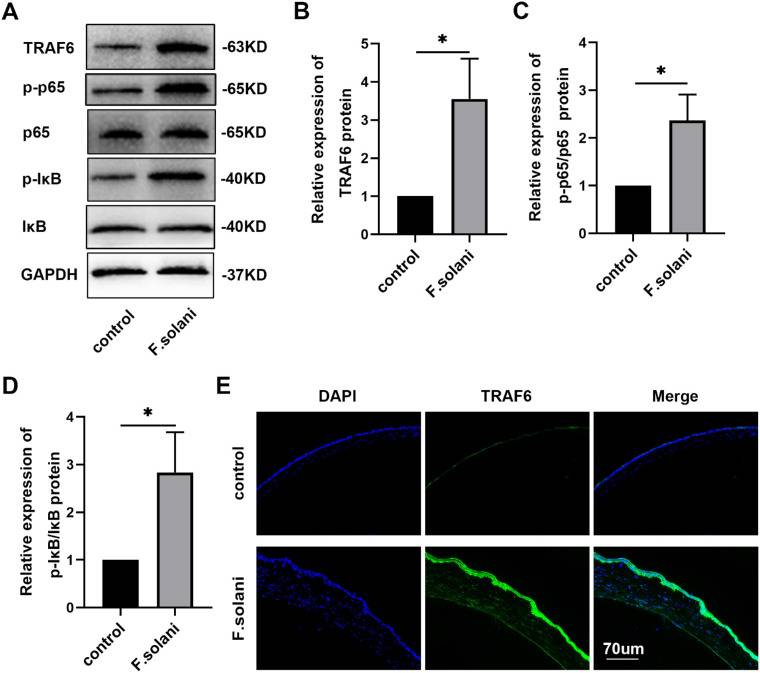 A
TRAF6
-63KD
p-p65
-65KD
p65
-65KD
p-IκB
-40KD
IκB
-40KD
GAPDH
-37KD
control
F.solani
B
Relative expression of
TRAF6 protein
5
4
3
2
1
0
*
control
F.solani
C
Relative expression of
p-p65/p65 protein
4
3
2
1
0
*
control
F.solani
D
Relative expression of
p-IκB/IκB protein
4
3
2
1
0
*
control
F.solani
E
DAPI
TRAF6
Merge
control
F.solani
70um